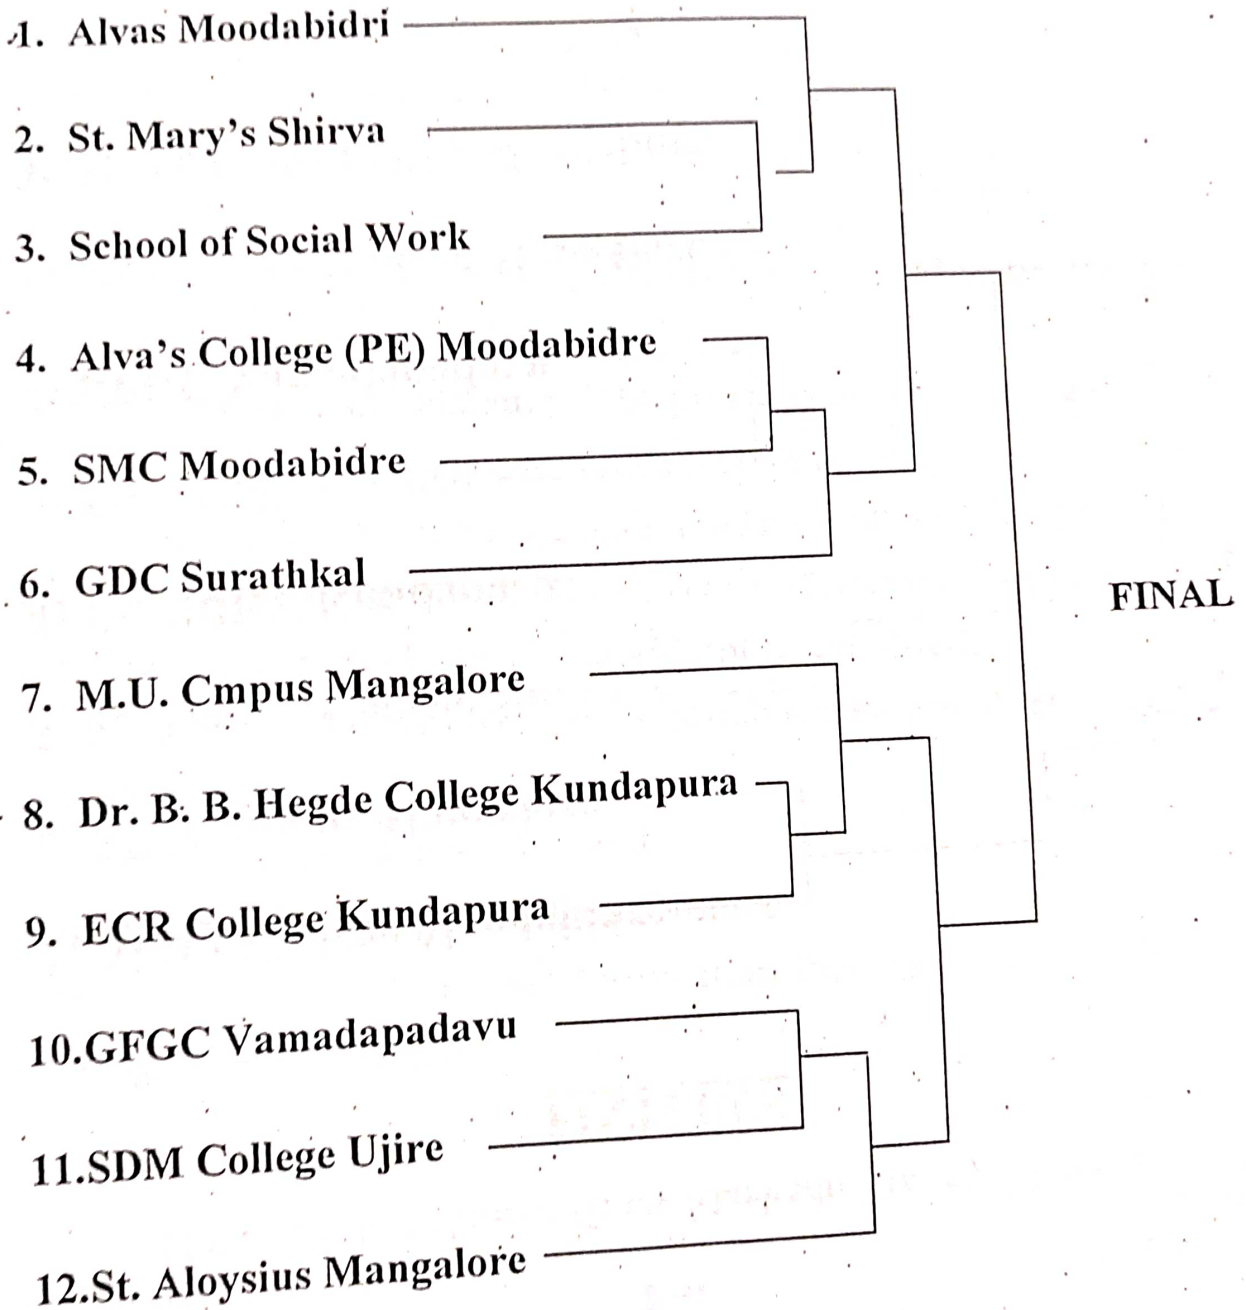 1. Alvas Moodabidri
2. St. Mary's Shirva
3. School of Social Work
4. Alva's College (PE) Moodabidre
5. SMC Moodabidre
6. GDC Surathkal
FINAL
7. M.U. Cmpus Mangalore
8. Dr. B. B. Hegde College Kundapura
9. ECR College Kundapura
10.GFGC Vamadapadavu
11.SDM College Ujire
12.St. Aloysius Mangalore